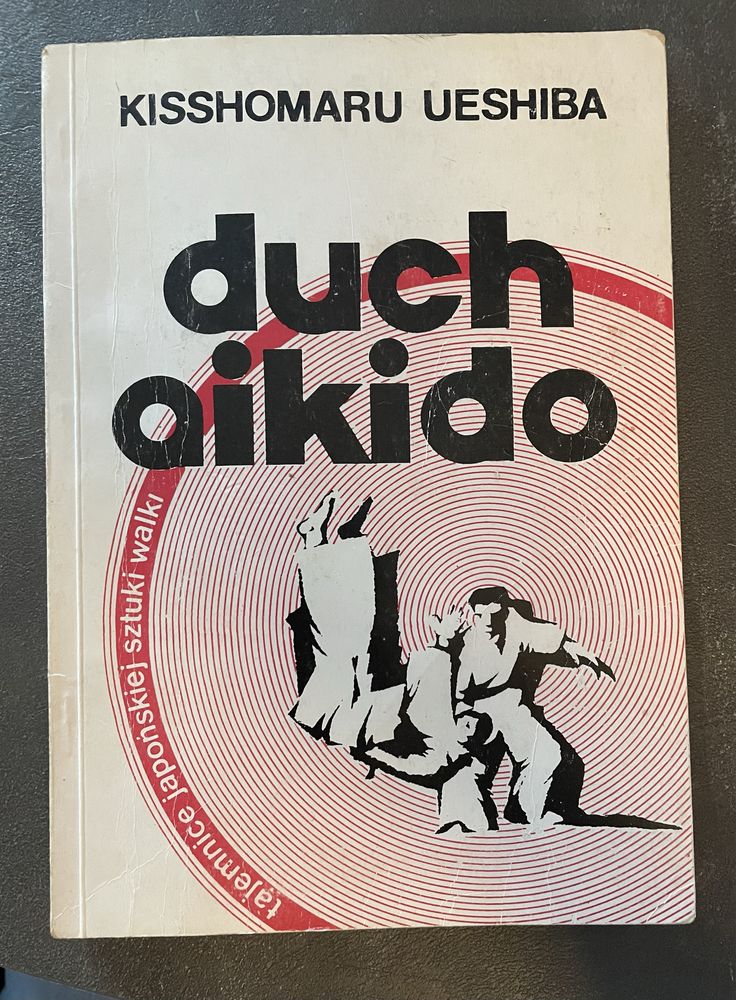 KISSHOMARU UESHIBA
duch
aikido
tajemnice japońskiej sztuki walki